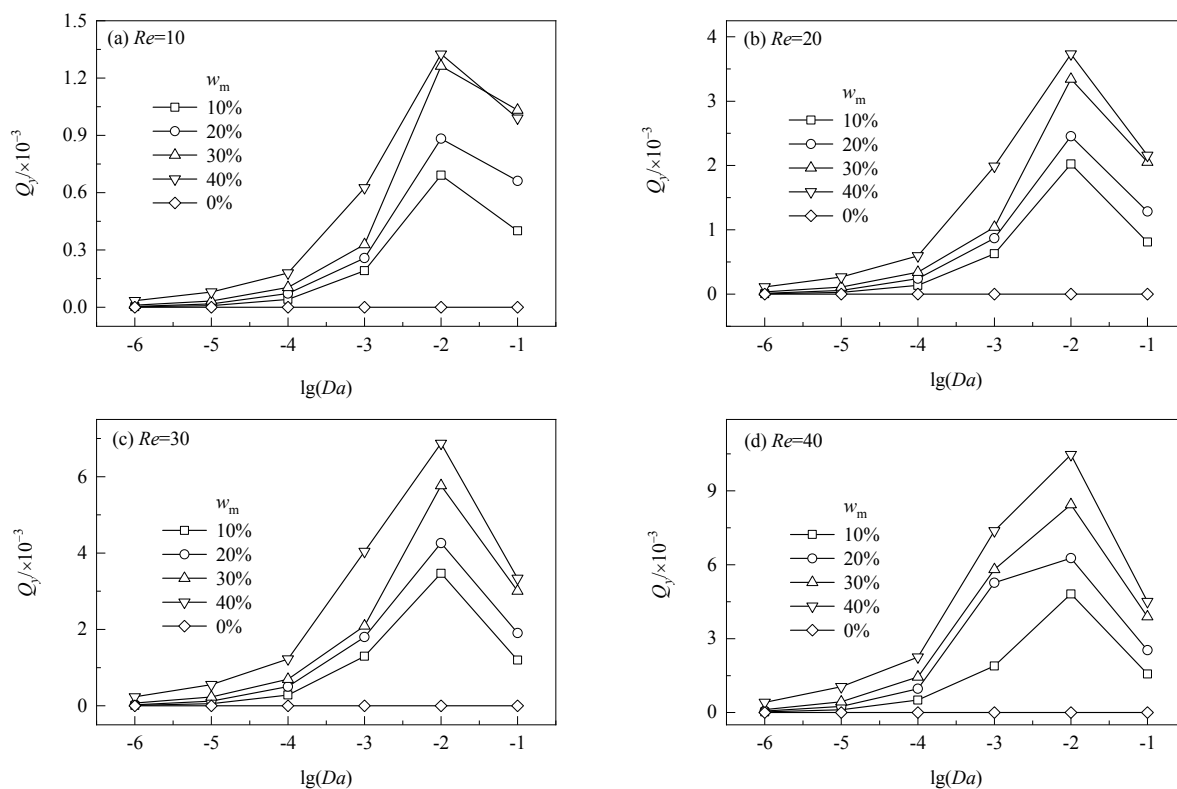 (a) Re=10
w_m
10%
20%
30%
40%
0%
Q_y/×10⁻³
1.5
1.2
0.9
0.6
0.3
0.0
-6 -5 -4 -3 -2 -1
lg(Da)
(b) Re=20
w_m
10%
20%
30%
40%
0%
Q_y/×10⁻³
4
3
2
1
0
-6 -5 -4 -3 -2 -1
lg(Da)
(c) Re=30
w_m
10%
20%
30%
40%
0%
Q_y/×10⁻³
6
4
2
0
-6 -5 -4 -3 -2 -1
lg(Da)
(d) Re=40
w_m
10%
20%
30%
40%
0%
Q_y/×10⁻³
9
6
3
0
-6 -5 -4 -3 -2 -1
lg(Da)